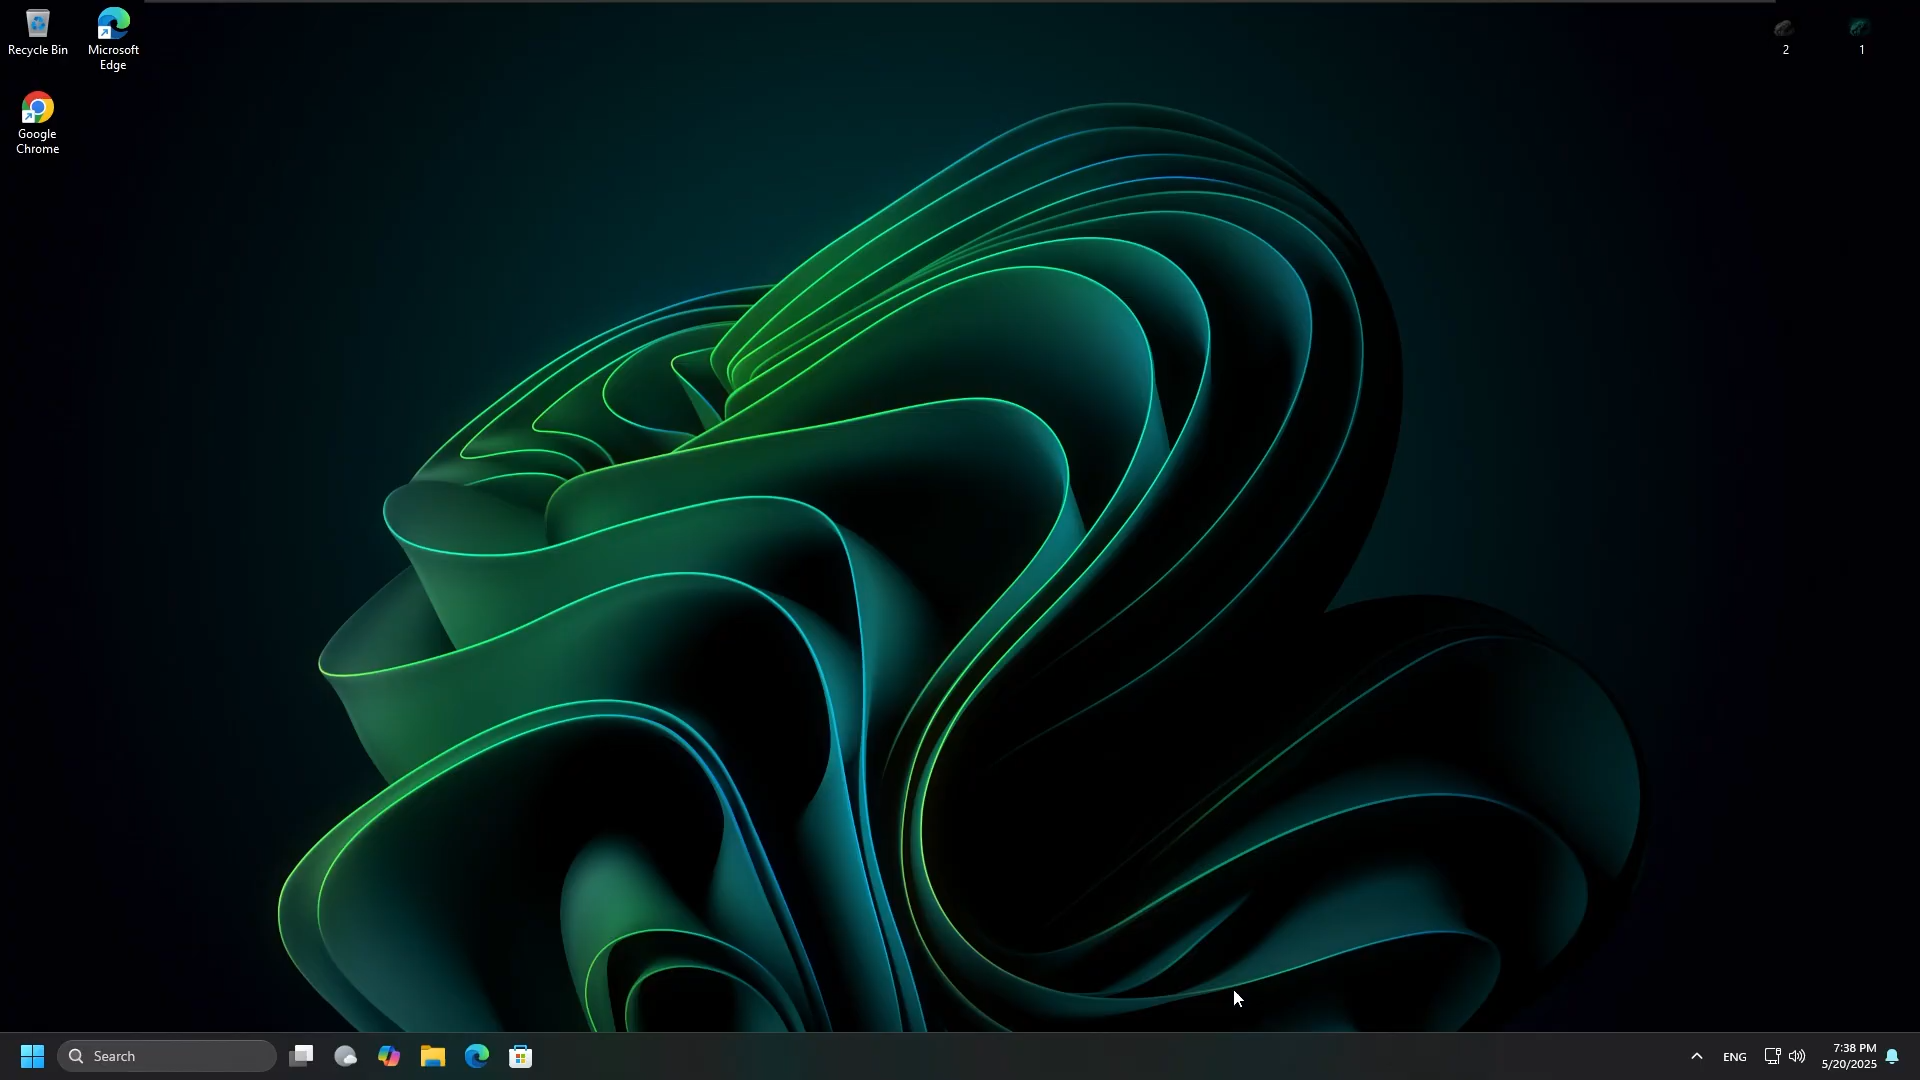 Recycle Bin
Microsoft
Edge
2
1
Google
Chrome
Search
ENG
7:38 PM
5/20/2025